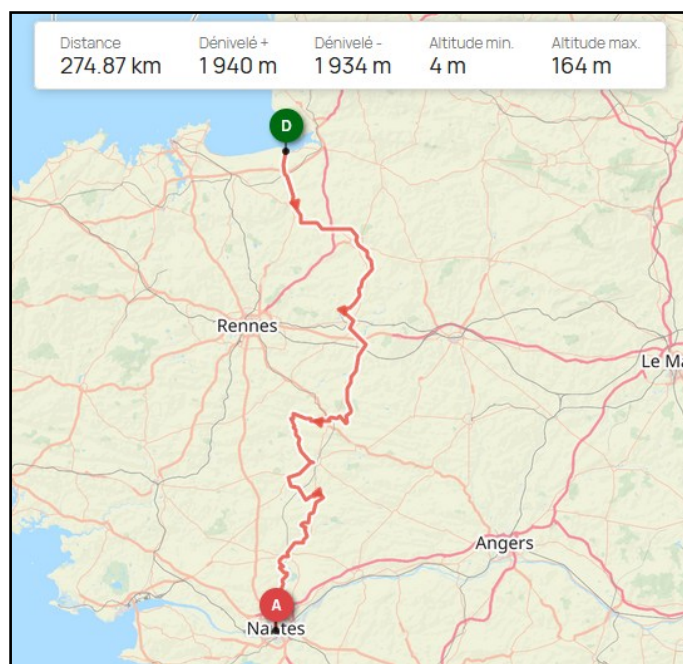 Distance
274.87 km
Dénivelé +
1 940 m
Dénivelé -
1 934 m
Altitude min.
4 m
Altitude max.
164 m
D
Rennes
Le Ma
Angers
A
Nantes